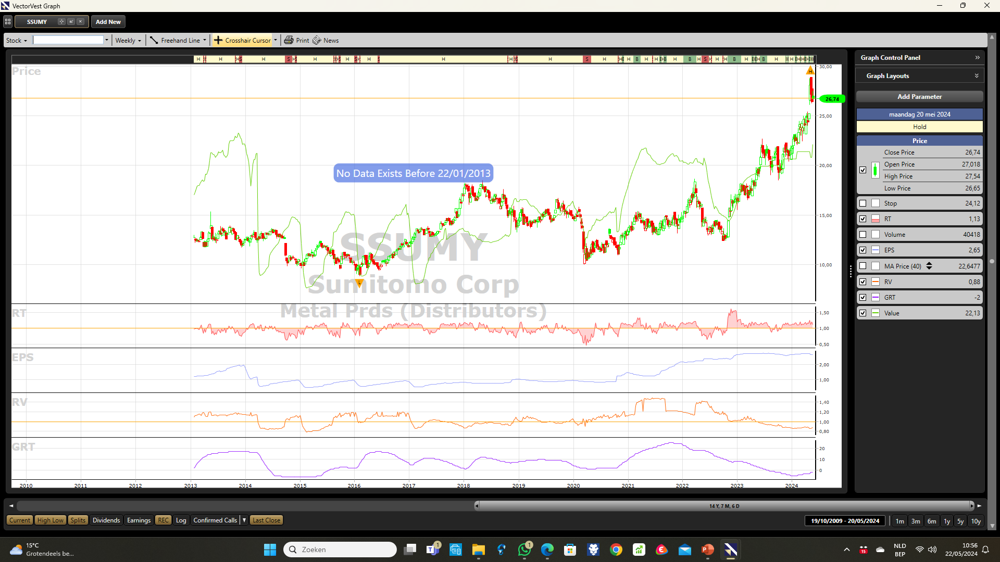 VectorVest Graph
SSUMY
Add New
Stock
Weekly
Freehand Line
Crosshair Cursor
Print
News
Price
30,00
26,74
25,00
20,00
15,00
10,00
No Data Exists Before 22/01/2013
SSUMY
Sumitomo Corp
Metal Prds (Distributors)
H
L
RT
1,50
1,00
0,50
EPS
2,00
1,00
RV
1,40
1,20
1,00
0,80
GRT
20
10
0
2010 2011 2012 2013 2014 2015 2016 2017 2018 2019 2020 2021 2022 2023 2024
14 Y, 7 M, 6 D
Current
High Low
Splits
Dividends
Earnings
REC
Log
Confirmed Calls
Last Close
19/10/2009 - 20/05/2024
1m
3m
6m
1y
5y
10y
Graph Control Panel
Graph Layouts
Add Parameter
maandag 20 mei 2024
Hold
Price
Close Price 26,74
Open Price 27,018
High Price 27,54
Low Price 26,65
Stop 24,12
RT 1,13
Volume 40418
EPS 2,65
MA Price (40) 22,6477
RV 0,88
GRT -2
Value 22,13
15°C
Grotendeels be...
Zoeken
1
1
15
NLD
BEP
10:56
22/05/2024